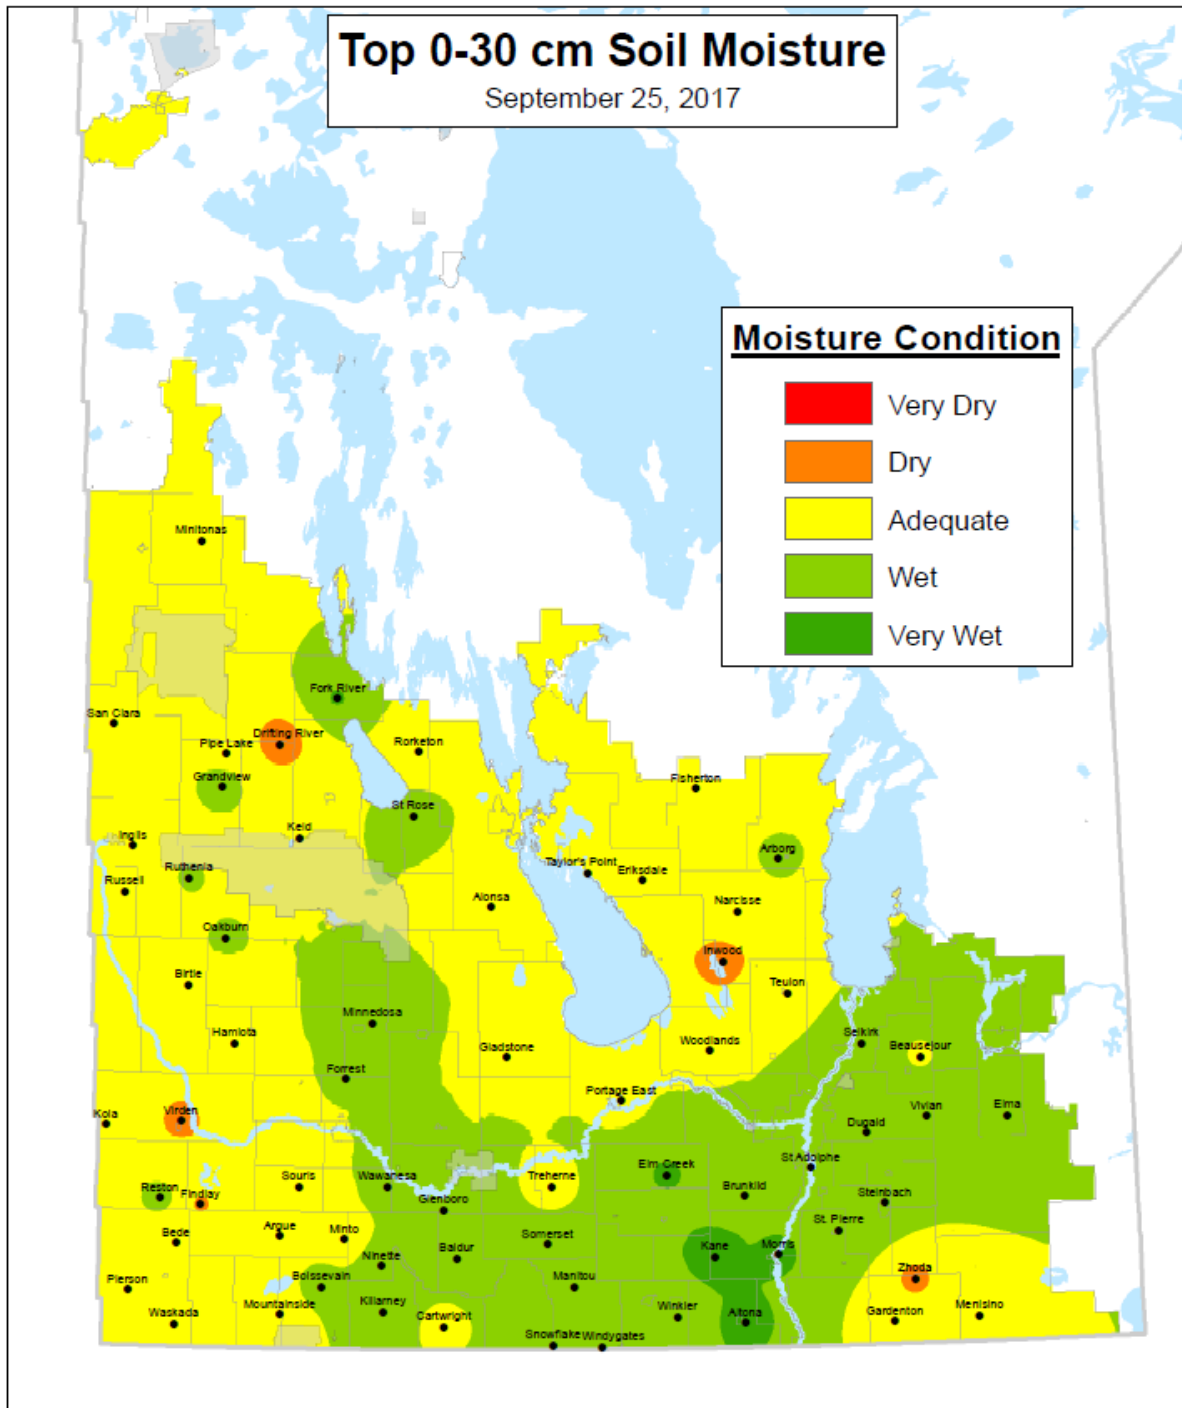 Top 0-30 cm Soil Moisture
September 25, 2017
Moisture Condition
Very Dry
Dry
Adequate
Wet
Very Wet
Minitonas
Fork River
San Clara
Drifting River
Pipe Lake
Rorketon
Grandview
Fisherton
St Rose
Keld
Inglis
Arborg
Ruthenia
Taylor's Point
Eriksdale
Russell
Alonsa
Narcisse
Oakburn
Inwood
Birtle
Teulon
Minnedosa
Hamiota
Selkirk
Woodlands
Beausejour
Gladstone
Forrest
Portage East
Kola
Virden
Vivian
Elma
Dugald
Elm Creek
St Adolphe
Souris
Wawanesa
Treherne
Reston
Findlay
Brunkild
Steinbach
Glenboro
St. Pierre
Bede
Argue
Minto
Somerset
Baldur
Kane
Morris
Ninette
Zhoda
Pierson
Boissevain
Manitou
Waskada
Mountainside
Killarney
Cartwright
Winkler
Altona
Gardenton
Menisino
Snowflake
Windygates